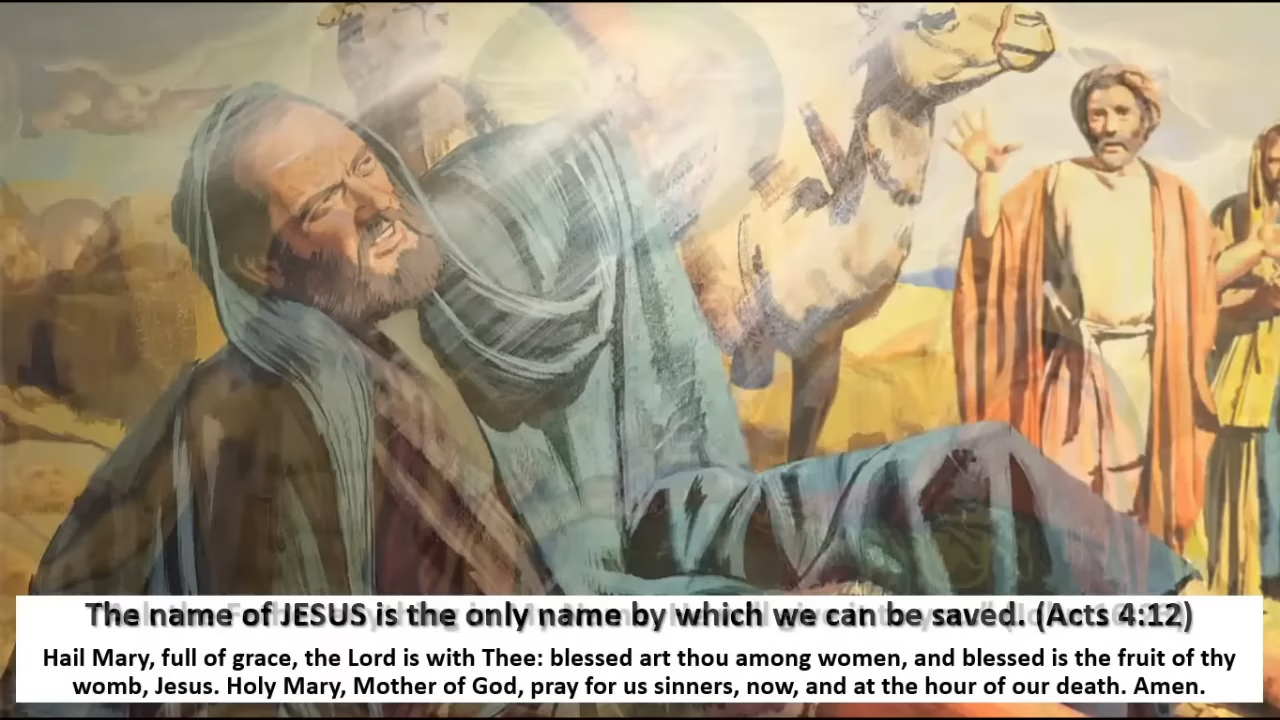 The name of JESUS is the only name by which we can be saved. (Acts 4:12)
Hail Mary, full of grace, the Lord is with Thee: blessed art thou among women, and blessed is the fruit of thy
womb, Jesus. Holy Mary, Mother of God, pray for us sinners, now, and at the hour of our death. Amen.